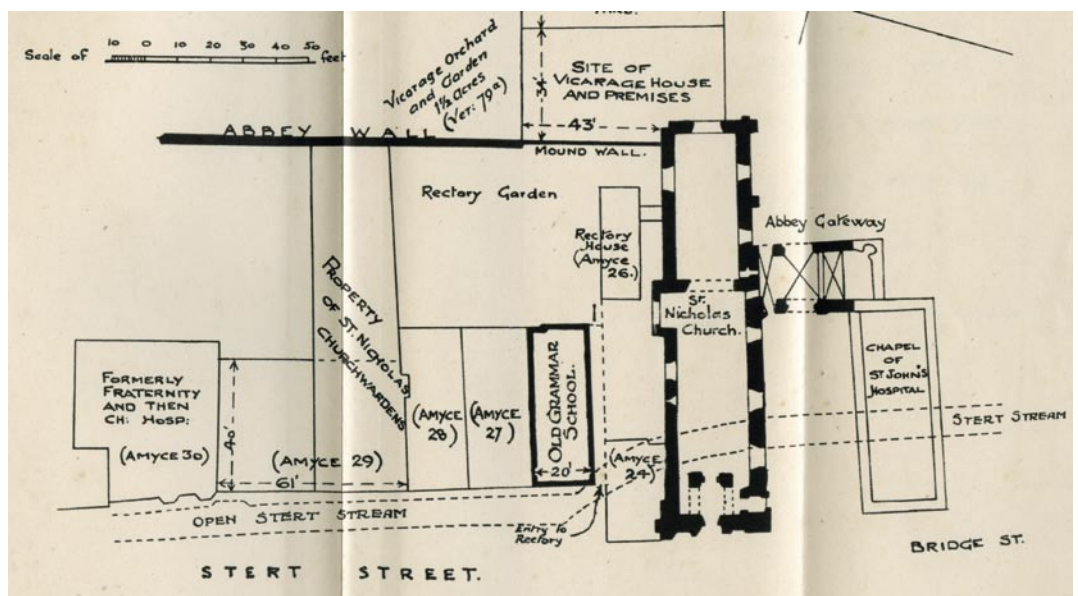 10 0 10 20 30 40 50
Scale of feet
Vicarage Orchard
and Garden
1½ Acres
(Ver: 79ª)
34'
SITE OF
VICARAGE HOUSE
AND PREMISES
43'
ABBEY WALL
MOUND WALL.
Rectory Garden
Rectory
House
(Amyce
26.)
Abbey Gateway
PROPERTY
OF ST. NICHOLAS
CHURCHWARDENS
ST.
Nicholas
Church.
CHAPEL
OF
ST JOHN'S
HOSPITAL
FORMERLY
FRATERNITY
AND THEN
CH: HOSP:
(AMYCE 30)
40'
(AMYCE 29)
61'
(AMYCE
28)
(AMYCE
27)
OLD GRAMMAR
SCHOOL.
20'
(AMYCE
24)
STERT STREAM
OPEN STERT STREAM
Entry to
Rectory
BRIDGE ST.
STERT STREET.